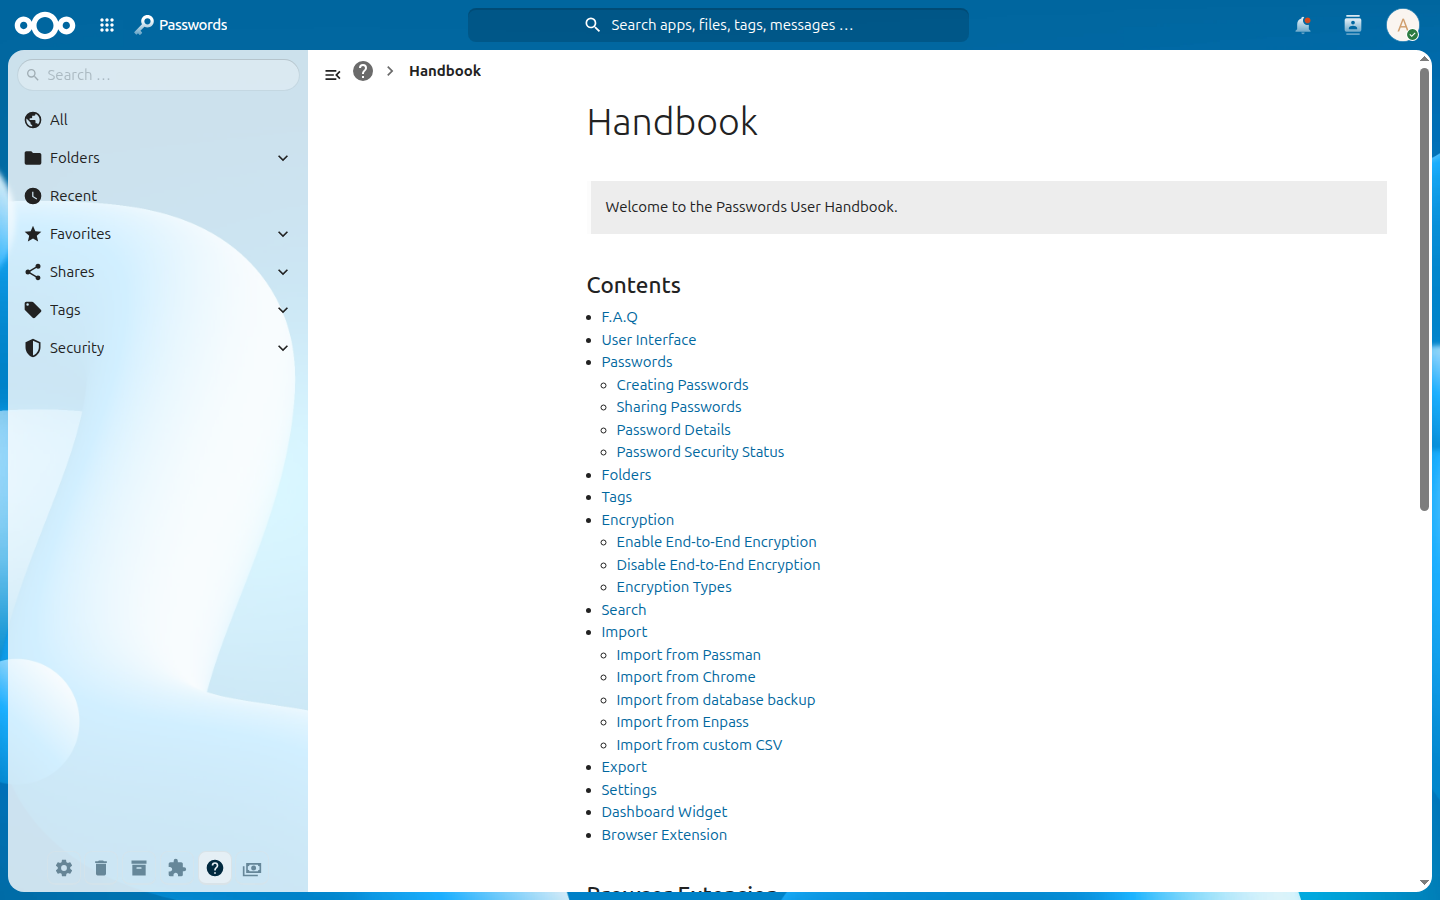 Passwords
Search apps, files, tags, messages …
A
Search …
All
Folders
Recent
Favorites
Shares
Tags
Security
Handbook
Handbook
Welcome to the Passwords User Handbook.
Contents
F.A.Q
User Interface
Passwords
Creating Passwords
Sharing Passwords
Password Details
Password Security Status
Folders
Tags
Encryption
Enable End-to-End Encryption
Disable End-to-End Encryption
Encryption Types
Search
Import
Import from Passman
Import from Chrome
Import from database backup
Import from Enpass
Import from custom CSV
Export
Settings
Dashboard Widget
Browser Extension
Browser Extension